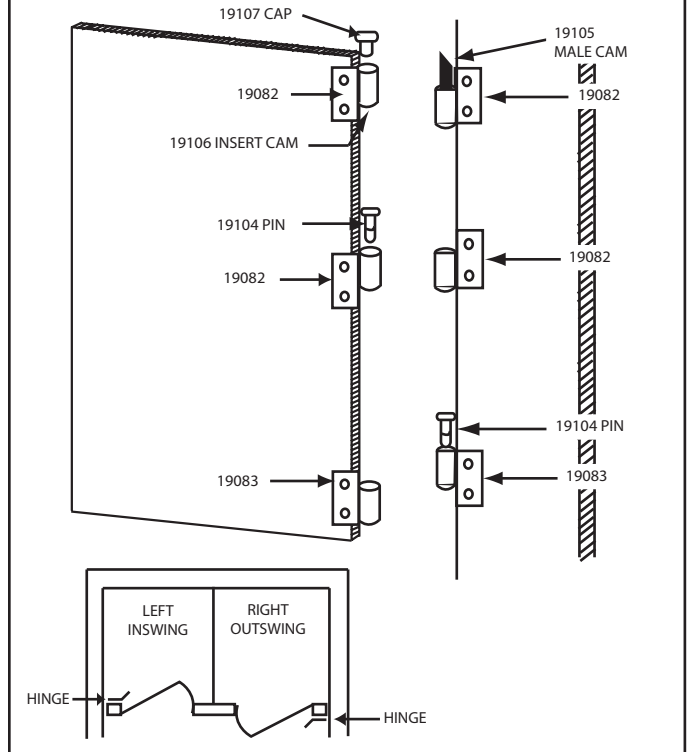 19107 CAP
19105
MALE CAM
19082
19082
19106 INSERT CAM
19104 PIN
19082
19082
19104 PIN
19083
19083
LEFT
INSWING
RIGHT
OUTSWING
HINGE
HINGE